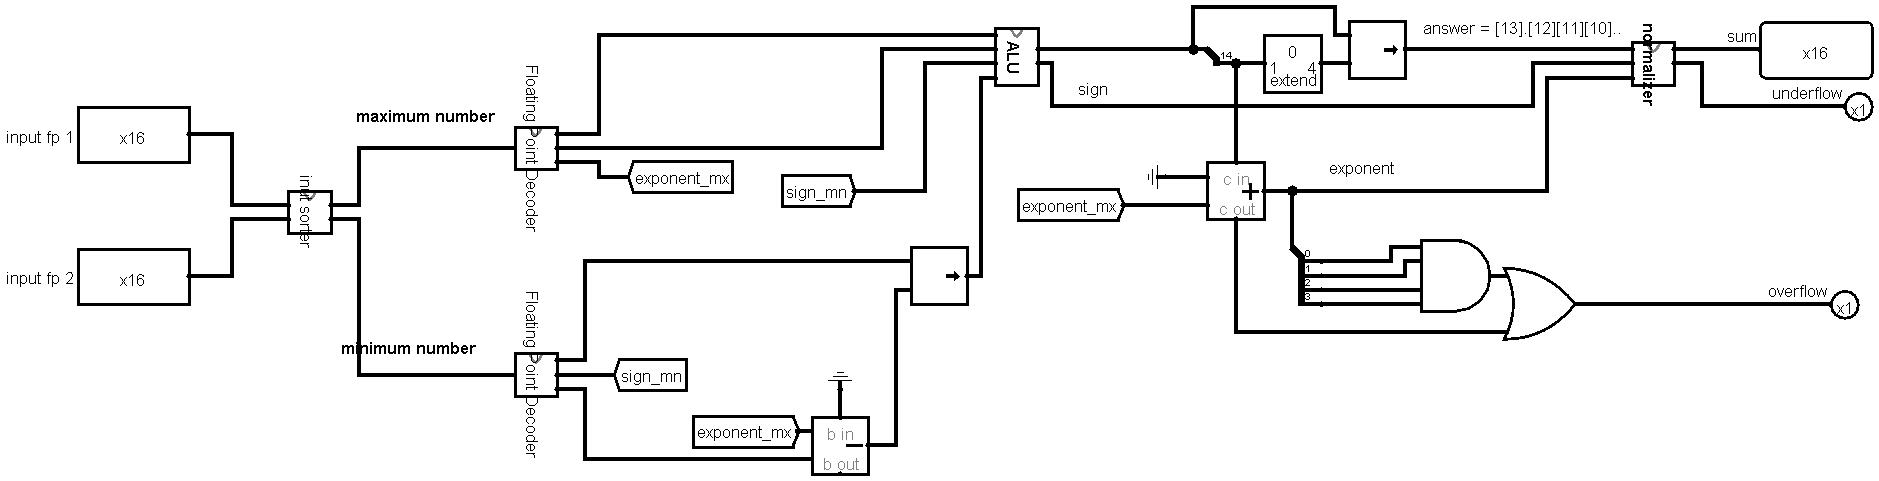 input fp 1
x16
input fp 2
x16
input sorter
maximum number
minimum number
Floating Point Decoder
exponent_mx
Floating Point Decoder
sign_mn
exponent_mx
b in
b out
sign_mn
ALU
sign
14
0
1 4
extend
answer = [13].[12][11][10]..
exponent_mx
c in
+
c out
exponent
0
1
2
3
normalizer
sum
x16
underflow
x1
overflow
x1